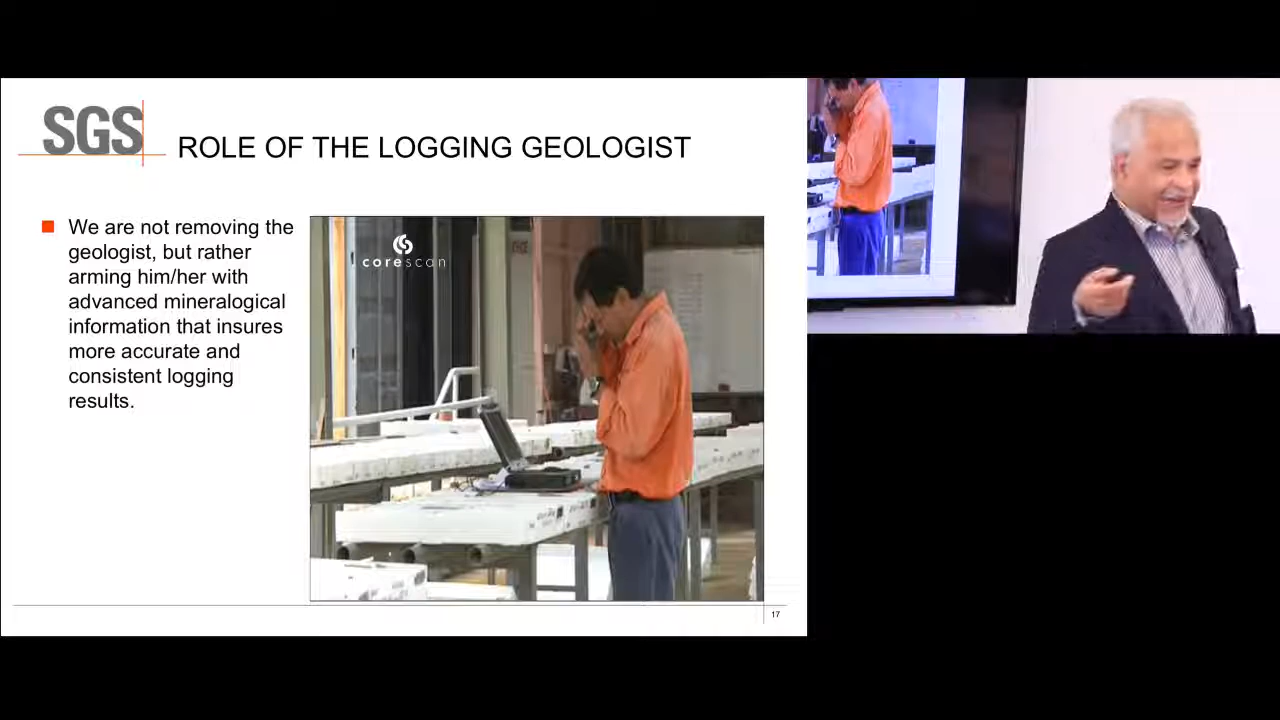 SGS
ROLE OF THE LOGGING GEOLOGIST
We are not removing the
geologist, but rather
arming him/her with
advanced mineralogical
information that insures
more accurate and
consistent logging
results.
corescan
17